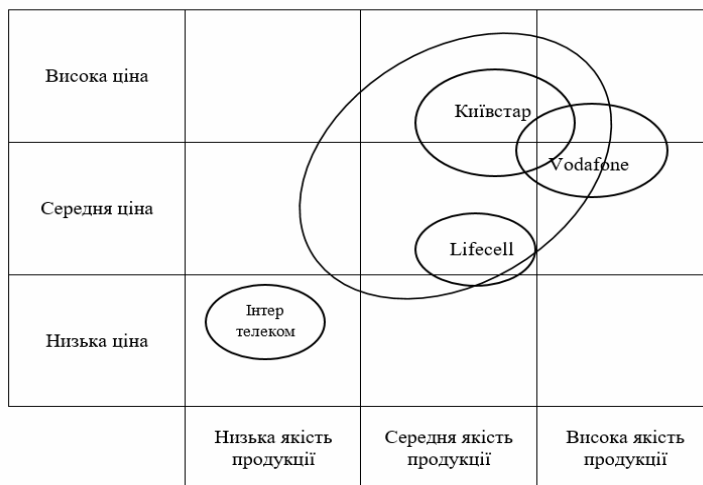 Висока ціна
Київстар
Vodafone
Середня ціна
Lifecell
Інтер
телеком
Низька ціна
Низька якість
продукції
Середня якість
продукції
Висока якість
продукції